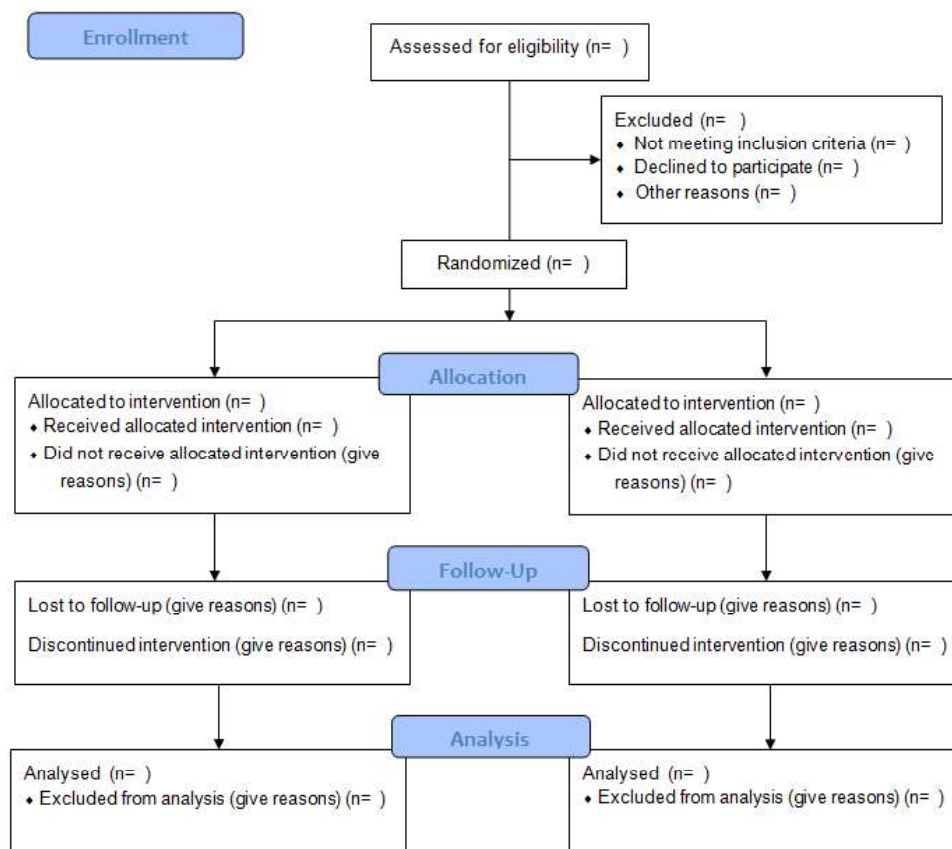 Enrollment
Assessed for eligibility (n= )
Excluded (n= )
♦ Not meeting inclusion criteria (n= )
♦ Declined to participate (n= )
♦ Other reasons (n= )
Randomized (n= )
Allocation
Allocated to intervention (n= )
♦ Received allocated intervention (n= )
♦ Did not receive allocated intervention (give
reasons) (n= )
Allocated to intervention (n= )
♦ Received allocated intervention (n= )
♦ Did not receive allocated intervention (give
reasons) (n= )
Follow-Up
Lost to follow-up (give reasons) (n= )
Discontinued intervention (give reasons) (n= )
Lost to follow-up (give reasons) (n= )
Discontinued intervention (give reasons) (n= )
Analysis
Analysed (n= )
♦ Excluded from analysis (give reasons) (n= )
Analysed (n= )
♦ Excluded from analysis (give reasons) (n= )